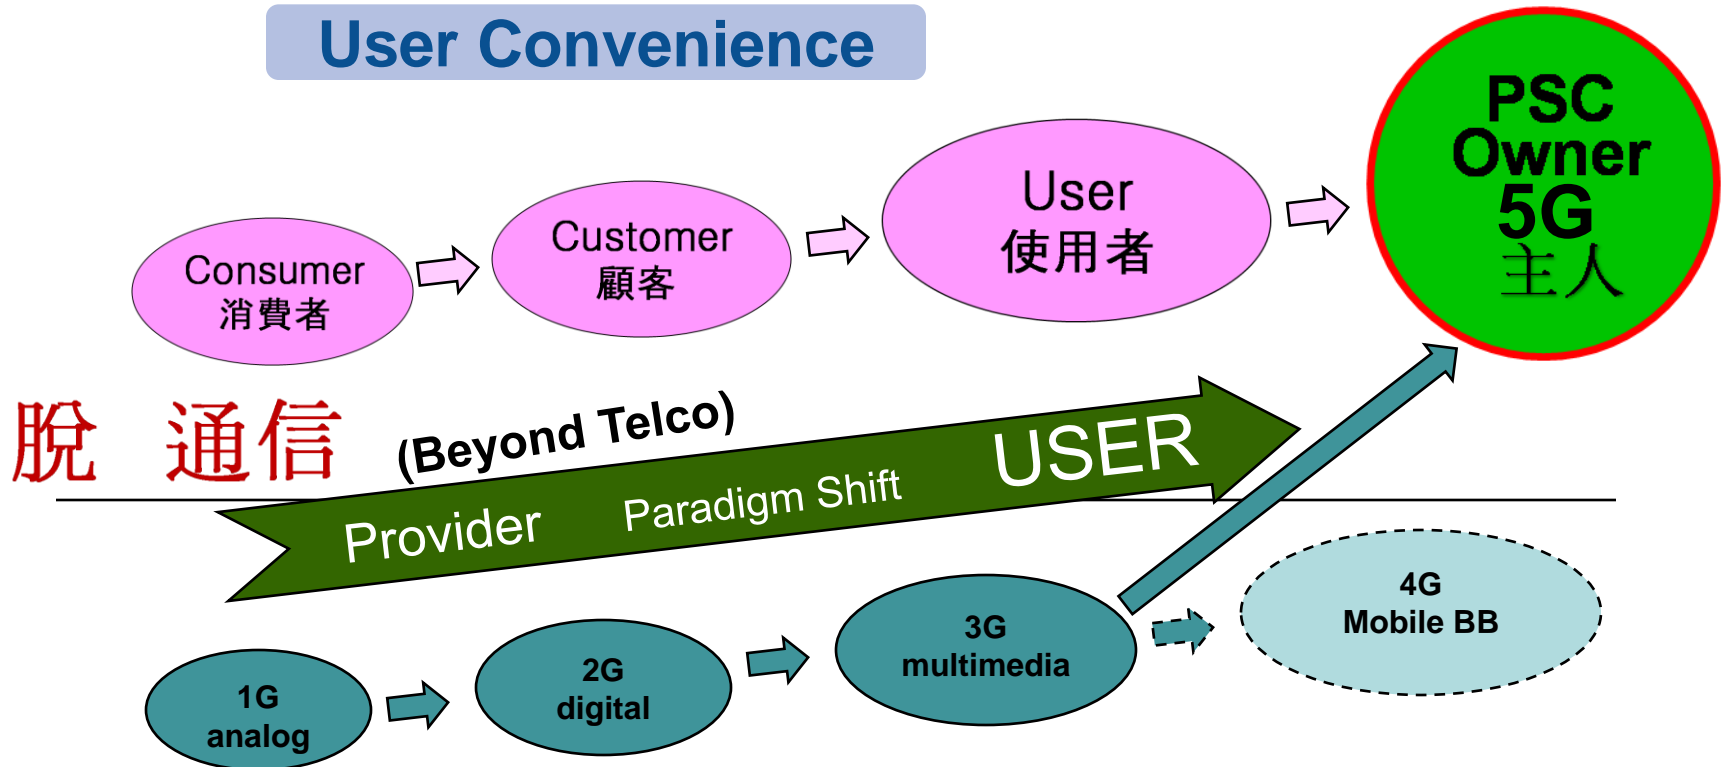 User Convenience
PSC
Owner
5G
主人
User
使用者
Customer
顧客
Consumer
消費者
脫 通信
(Beyond Telco)
Provider Paradigm Shift USER
4G
Mobile BB
3G
multimedia
2G
digital
1G
analog